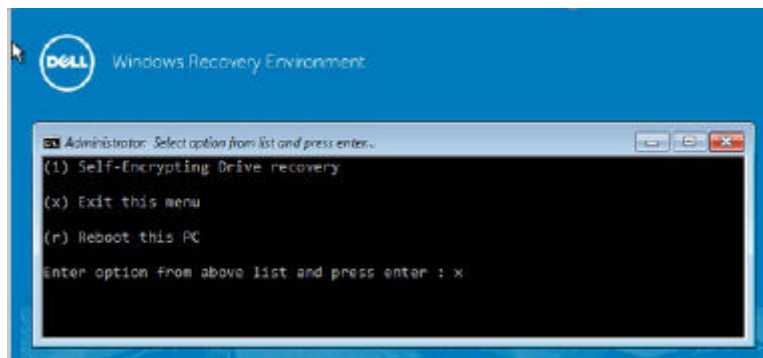 DELL
Windows Recovery Environment
Administrator: Select option from list and press enter..
(1) Self-Encrypting Drive recovery
(x) Exit this menu
(r) Reboot this PC
Enter option from above list and press enter : x